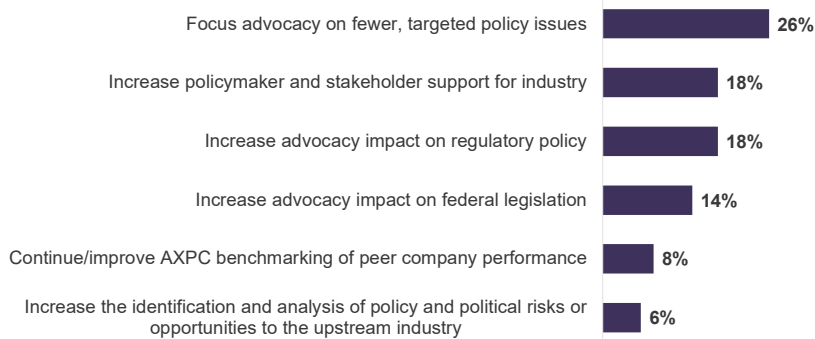 Focus advocacy on fewer, targeted policy issues 26%
Increase policymaker and stakeholder support for industry 18%
Increase advocacy impact on regulatory policy 18%
Increase advocacy impact on federal legislation 14%
Continue/improve AXPC benchmarking of peer company performance 8%
Increase the identification and analysis of policy and political risks or
opportunities to the upstream industry 6%